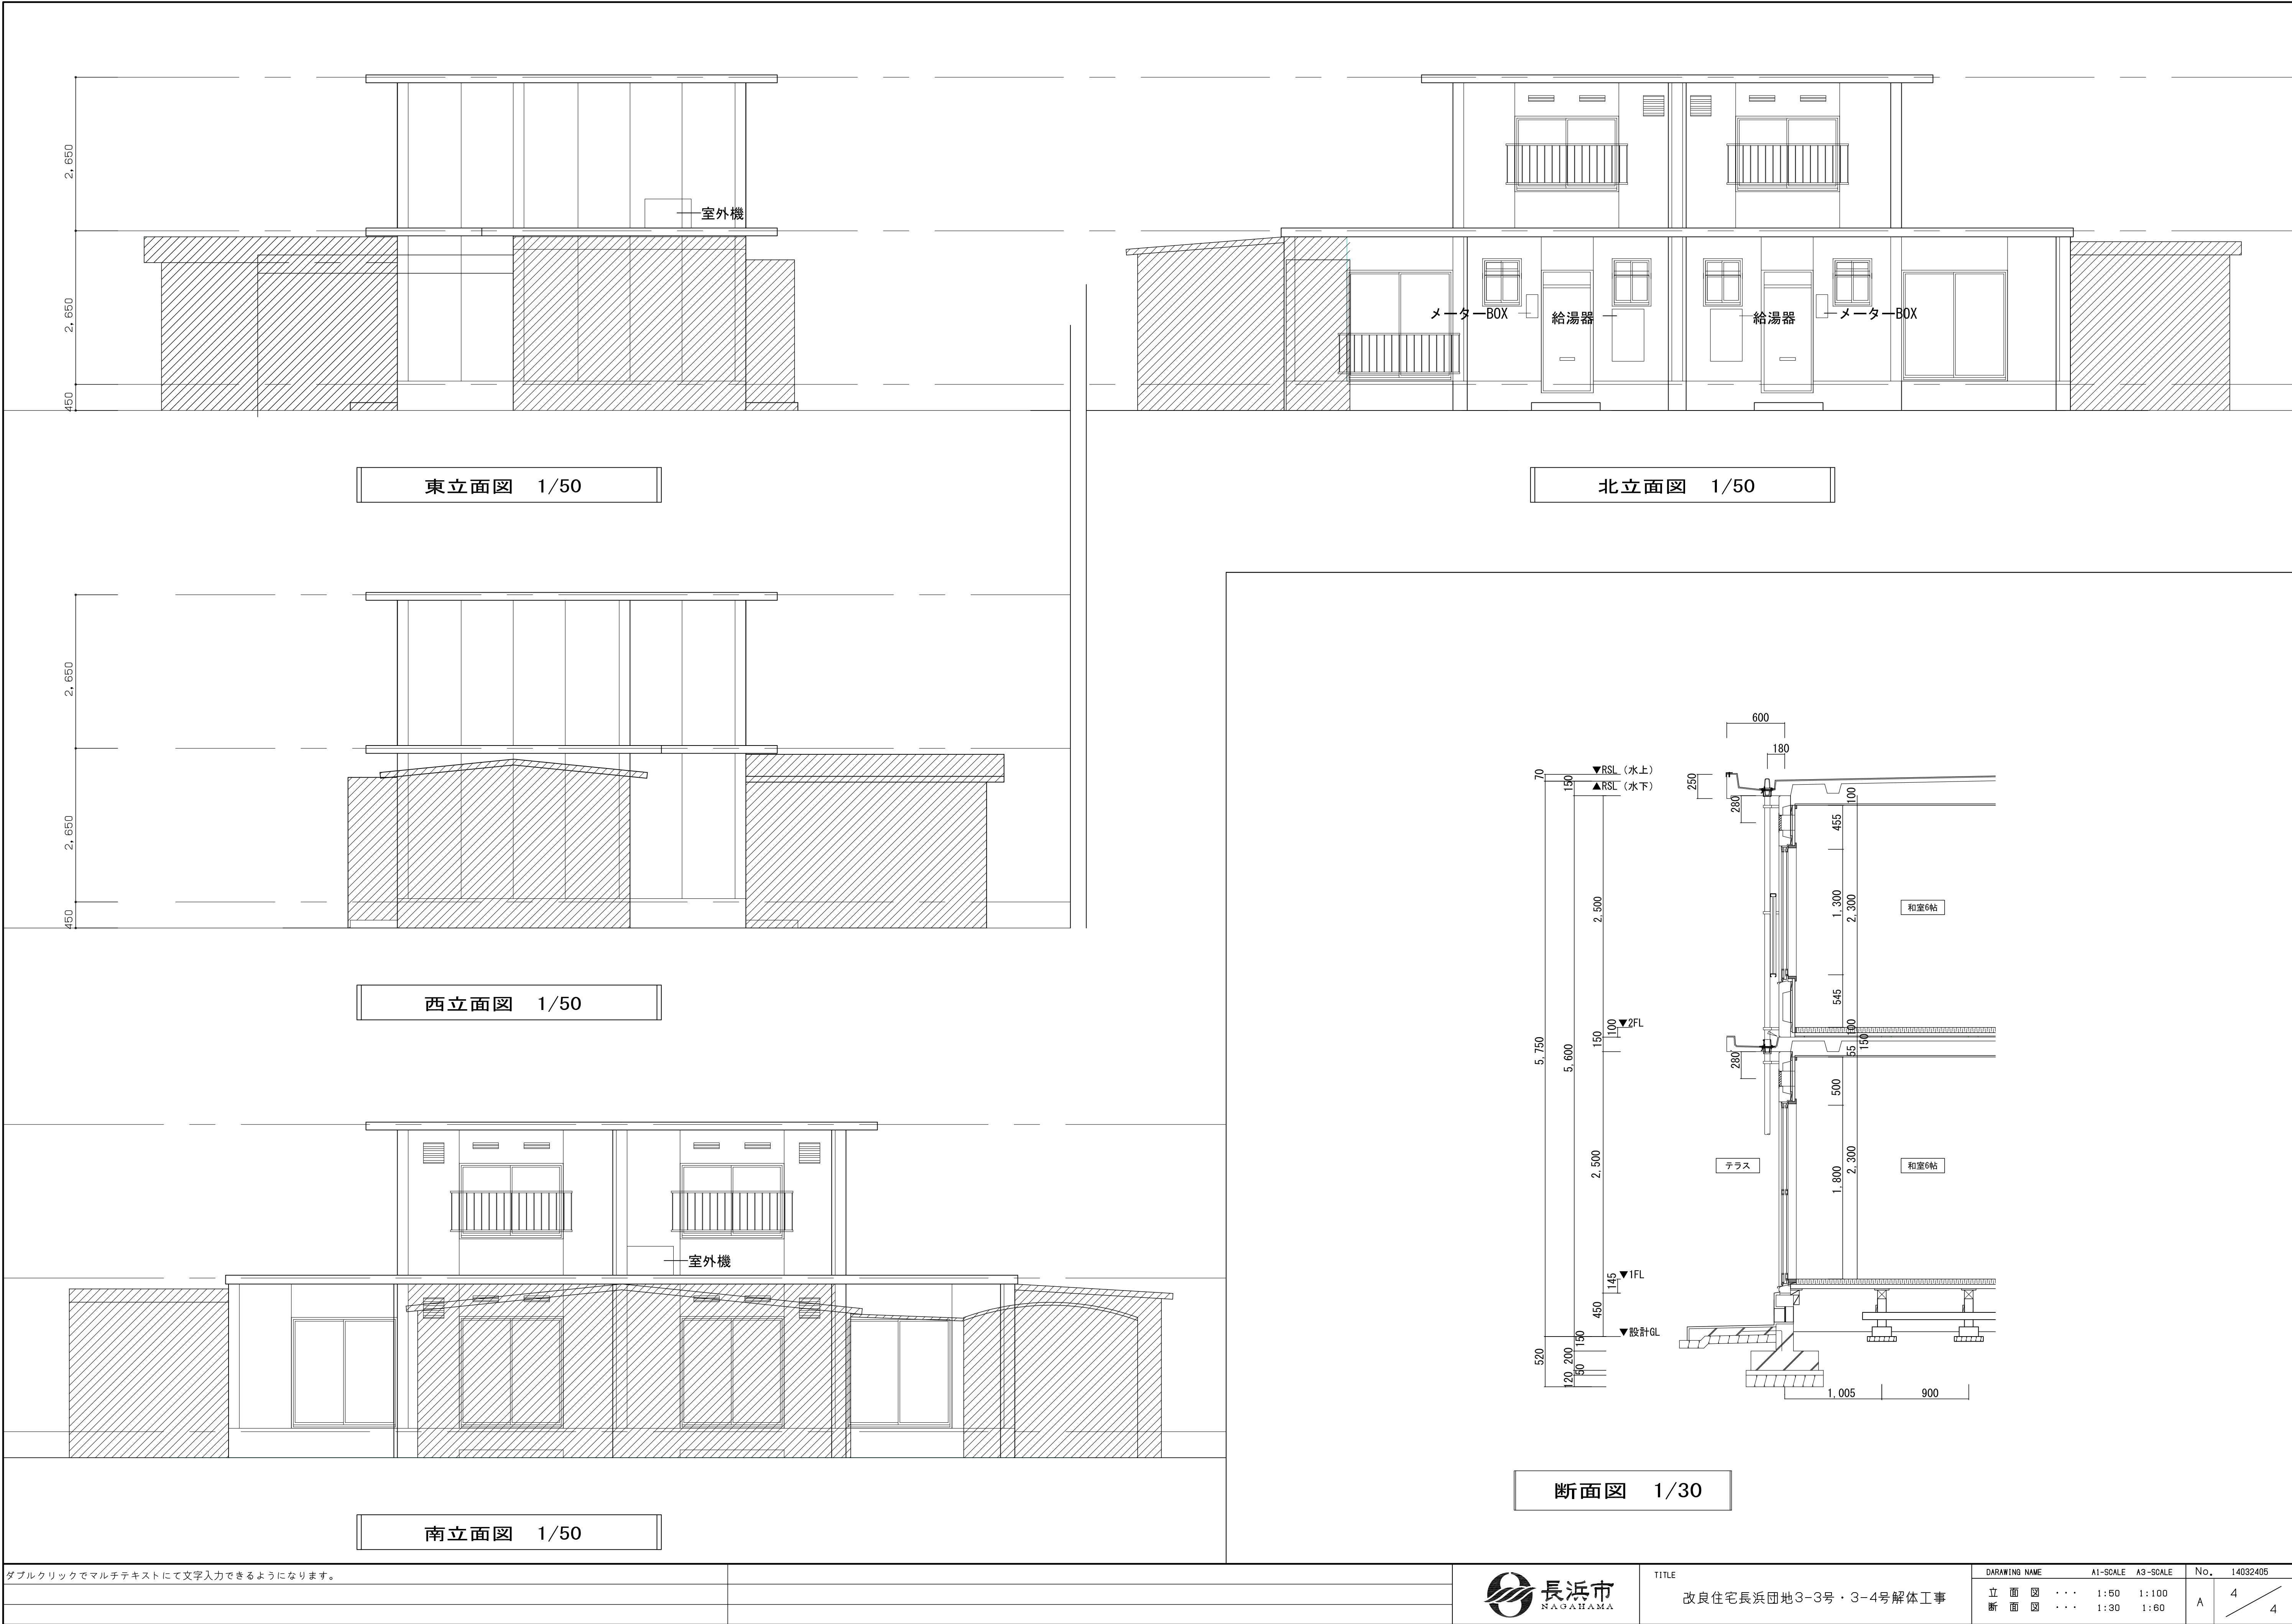 2,650
2,650
450
室外機
東立面図 1/50
メーターBOX
給湯器
給湯器
メーターBOX
北立面図 1/50
2,650
2,650
450
西立面図 1/50
室外機
南立面図 1/50
600
180
70
150
▼RSL (水上)
▲RSL (水下)
250
280
100
455
2,500
1,300
2,300
和室6帖
545
100
▼2FL
150
100
55
150
5,750
5,600
280
500
2,500
テラス
1,800
2,300
和室6帖
145
▼1FL
450
▼設計GL
150
520
200
50
120
1,005
900
断面図 1/30
ダブルクリックでマルチテキストにて文字入力できるようになります。
長浜市
NAGAHAMA
TITLE
改良住宅長浜団地3-3号・3-4号解体工事
DARAWING NAME A1-SCALE A3-SCALE
立面図 ・・・ 1:50 1:100
断面図 ・・・ 1:30 1:60
No. 14032405
A 4/4